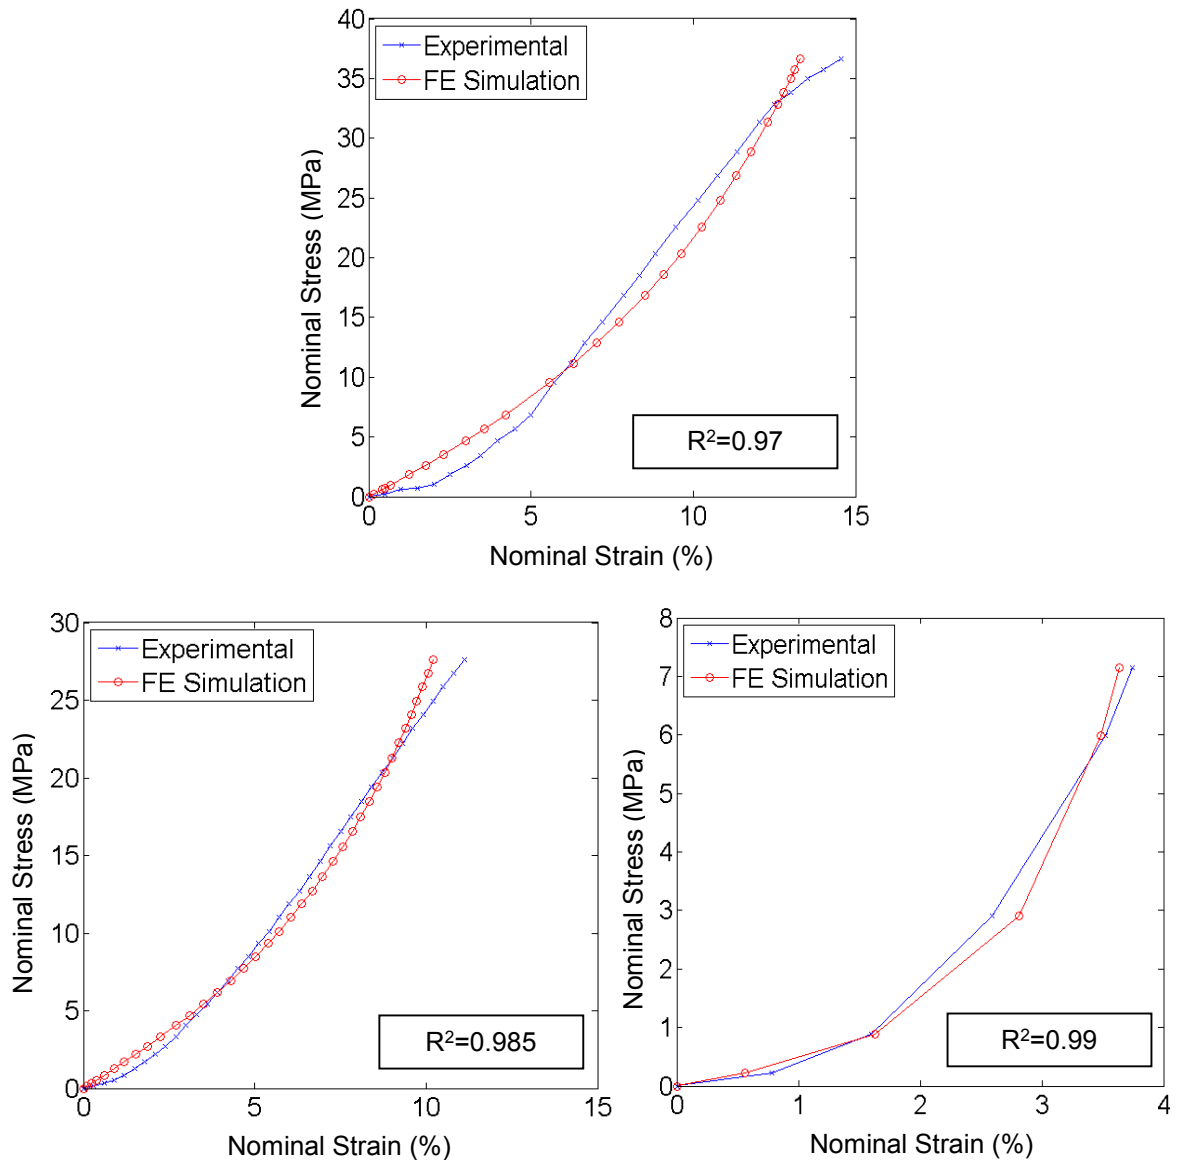 40
35
30
25
20
15
10
5
0
Nominal Stress (MPa)
Experimental
FE Simulation
R²=0.97
0 5 10 15
Nominal Strain (%)
30
25
20
15
10
5
0
Nominal Stress (MPa)
Experimental
FE Simulation
R²=0.985
0 5 10 15
Nominal Strain (%)
8
7
6
5
4
3
2
1
0
Nominal Stress (MPa)
Experimental
FE Simulation
R²=0.99
0 1 2 3 4
Nominal Strain (%)